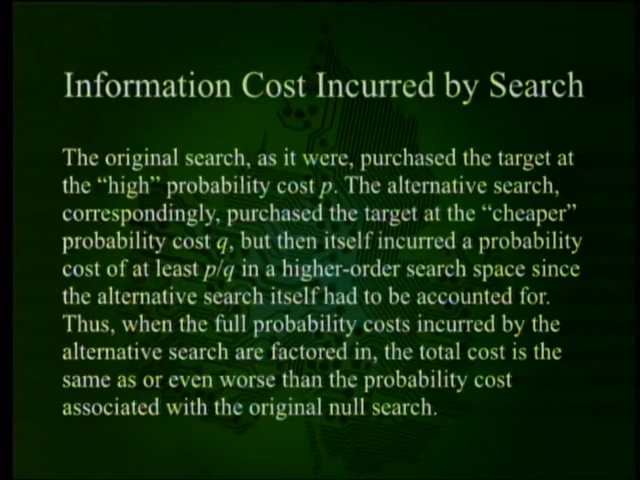 Information Cost Incurred by Search
The original search, as it were, purchased the target at
the “high” probability cost p. The alternative search,
correspondingly, purchased the target at the “cheaper”
probability cost q, but then itself incurred a probability
cost of at least p/q in a higher-order search space since
the alternative search itself had to be accounted for.
Thus, when the full probability costs incurred by the
alternative search are factored in, the total cost is the
same as or even worse than the probability cost
associated with the original null search.